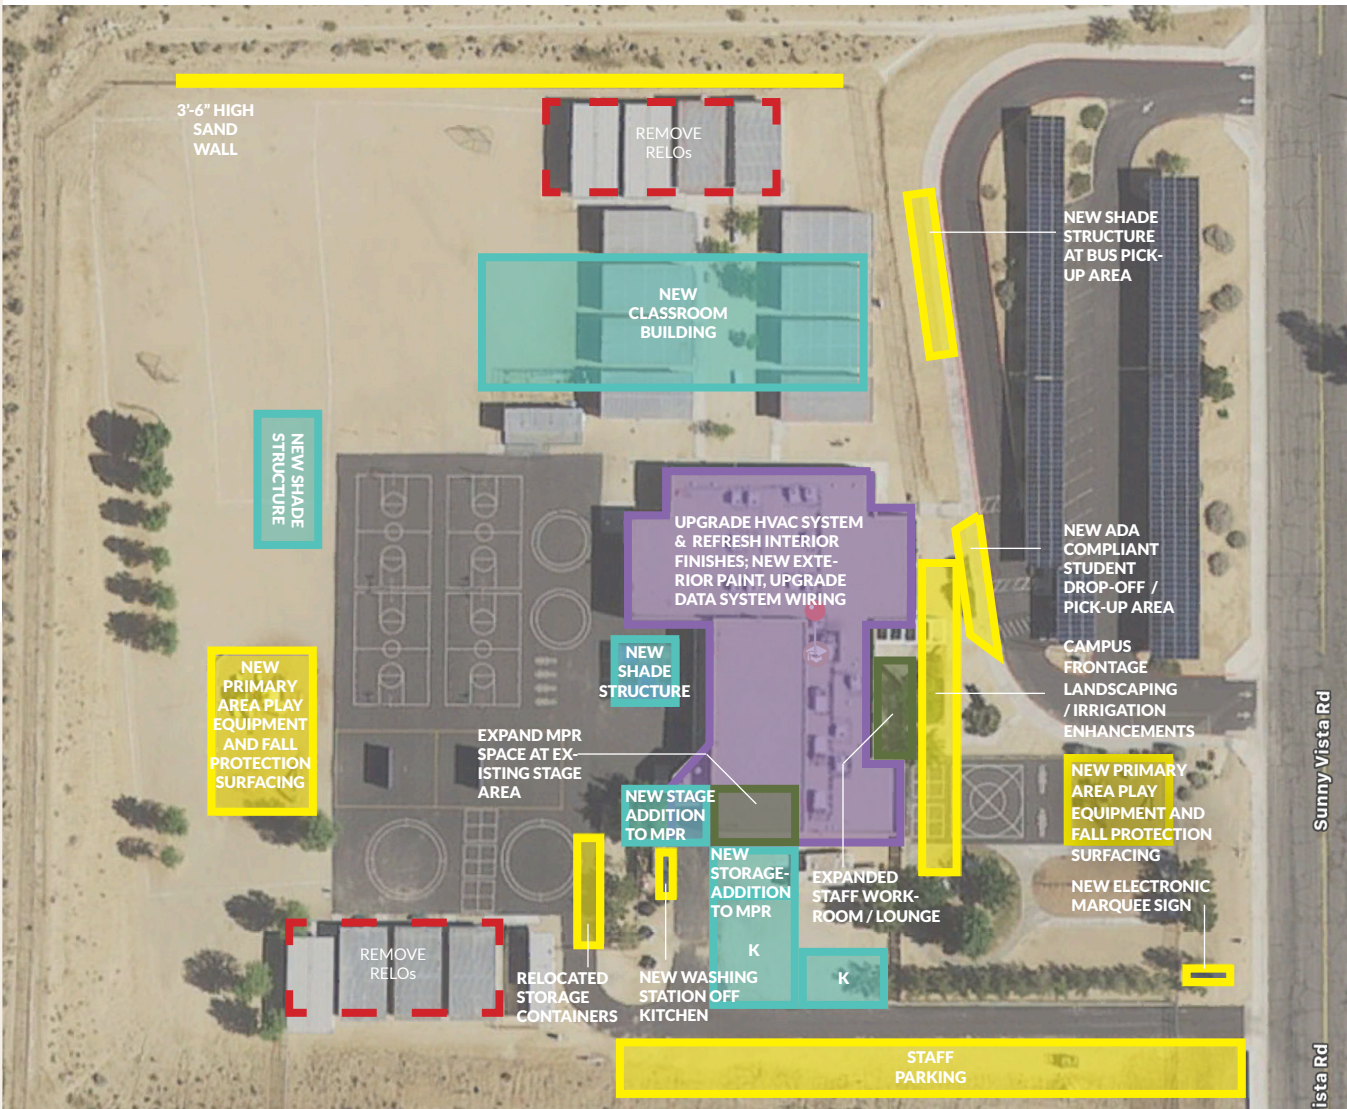 3'-6" HIGH
SAND
WALL
REMOVE
RELOs
NEW SHADE
STRUCTURE
AT BUS PICK-
UP AREA
NEW
CLASSROOM
BUILDING
NEW SHADE
STRUCTURE
UPGRADE HVAC SYSTEM
& REFRESH INTERIOR
FINISHES; NEW EXTE-
RIOR PAINT, UPGRADE
DATA SYSTEM WIRING
NEW ADA
COMPLIANT
STUDENT
DROP-OFF /
PICK-UP AREA
CAMPUS
FRONTAGE
LANDSCAPING
/ IRRIGATION
ENHANCEMENTS
NEW
SHADE
STRUCTURE
NEW
PRIMARY
AREA PLAY
EQUIPMENT
AND FALL
PROTECTION
SURFACING
EXPAND MPR
SPACE AT EX-
ISTING STAGE
AREA
NEW STAGE
ADDITION
TO MPR
NEW PRIMARY
AREA PLAY
EQUIPMENT AND
FALL PROTECTION
SURFACING
NEW
STORAGE-
ADDITION
TO MPR
EXPANDED
STAFF WORK-
ROOM / LOUNGE
NEW ELECTRONIC
MARQUEE SIGN
K
K
REMOVE
RELOs
RELOCATED
STORAGE
CONTAINERS
NEW WASHING
STATION OFF
KITCHEN
STAFF
PARKING
Sunny Vista Rd
ista Rd